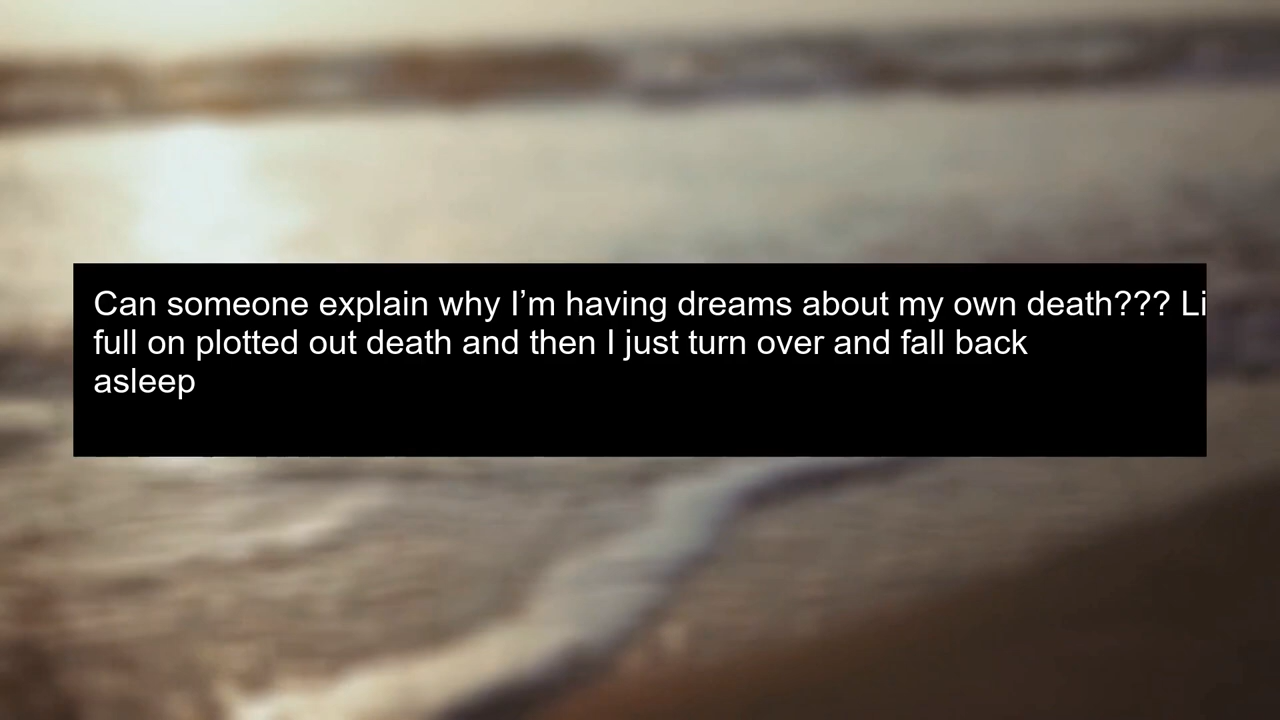 Can someone explain why I’m having dreams about my own death??? Li
full on plotted out death and then I just turn over and fall back
asleep